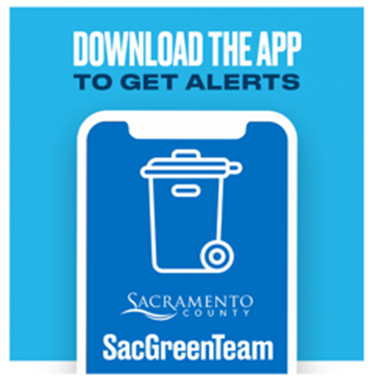 DOWNLOAD THE APP
TO GET ALERTS
SACRAMENTO
COUNTY
SacGreenTeam